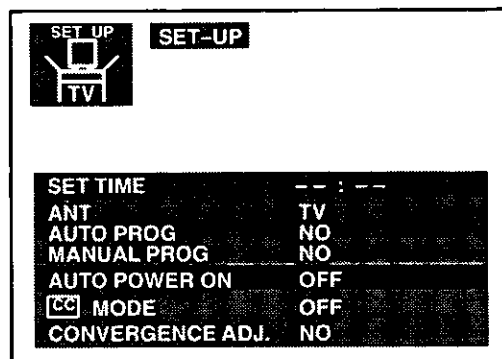 SET UP SET-UP
TV
SET TIME -- : --
ANT TV
AUTO PROG NO
MANUAL PROG NO
AUTO POWER ON OFF
CC MODE OFF
CONVERGENCE ADJ. NO